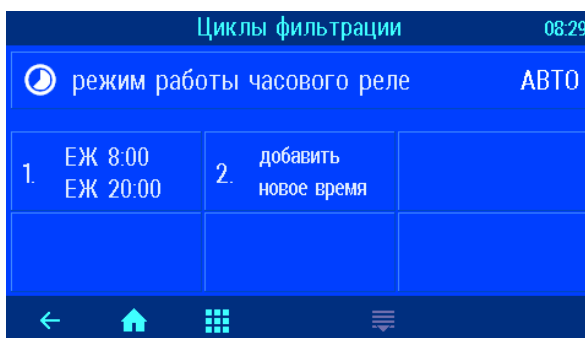 Циклы фильтрации 08:29
режим работы часового реле АВТО
1. ЕЖ 8:00
ЕЖ 20:00
2. добавить
новое время